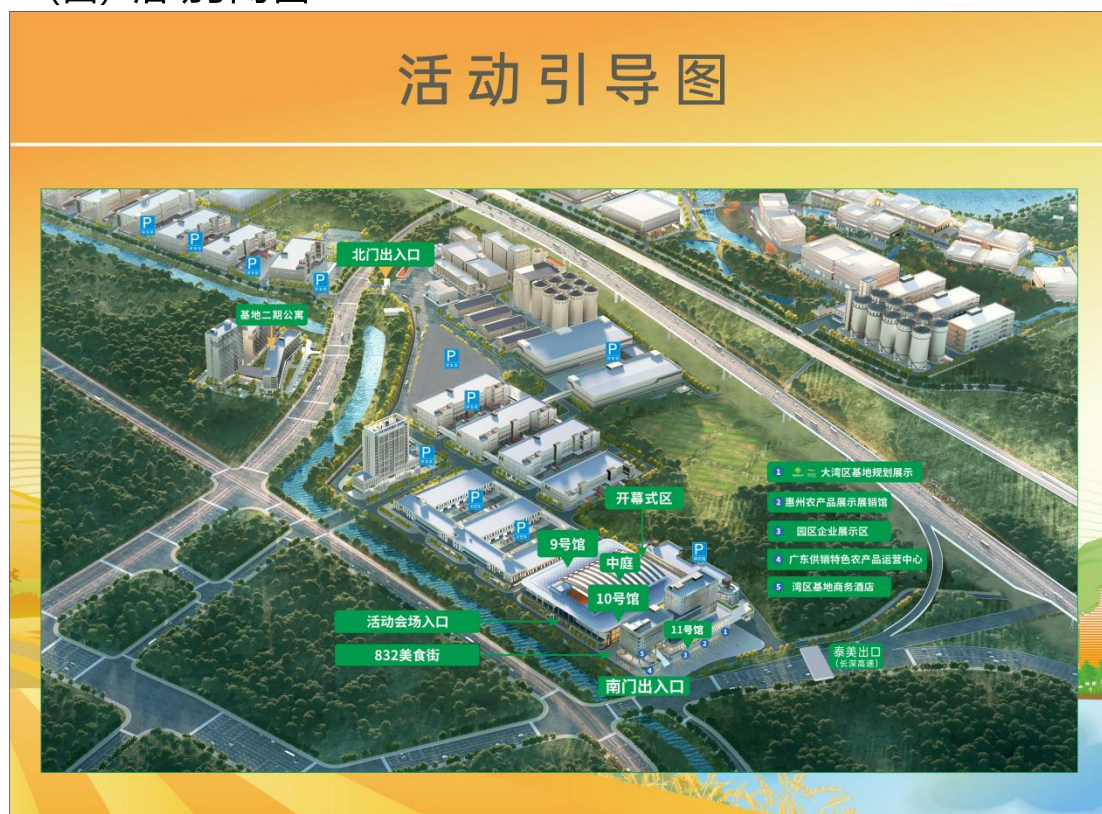 活动引导图
北门出入口
基地二期公寓
P
P
P
P
P
P
P
P
P
P
P
P
开幕式区
9号馆
中庭
10号馆
11号馆
活动会场入口
832美食街
南门出入口
1 大湾区基地规划展示
2 惠州农产品展示展销馆
3 园区企业展示区
4 广东供销特色农产品运营中心
5 湾区基地商务酒店
1
2
3
4
5
泰美出口
(长深高速)